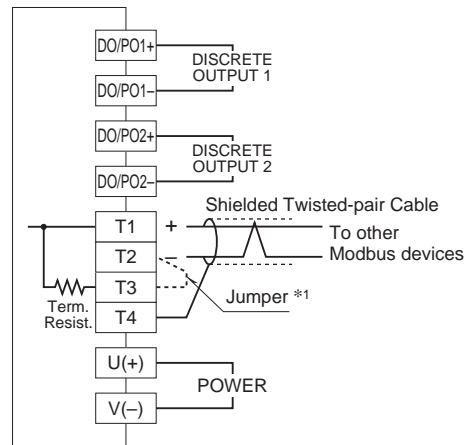 DO/PO1+
DISCRETE
OUTPUT 1
DO/PO1–
DO/PO2+
DISCRETE
OUTPUT 2
DO/PO2–
Shielded Twisted-pair Cable
T1 +
To other
Modbus devices
T2 –
T3
Jumper *1
Term.
Resist.
T4
U(+)
POWER
V(–)